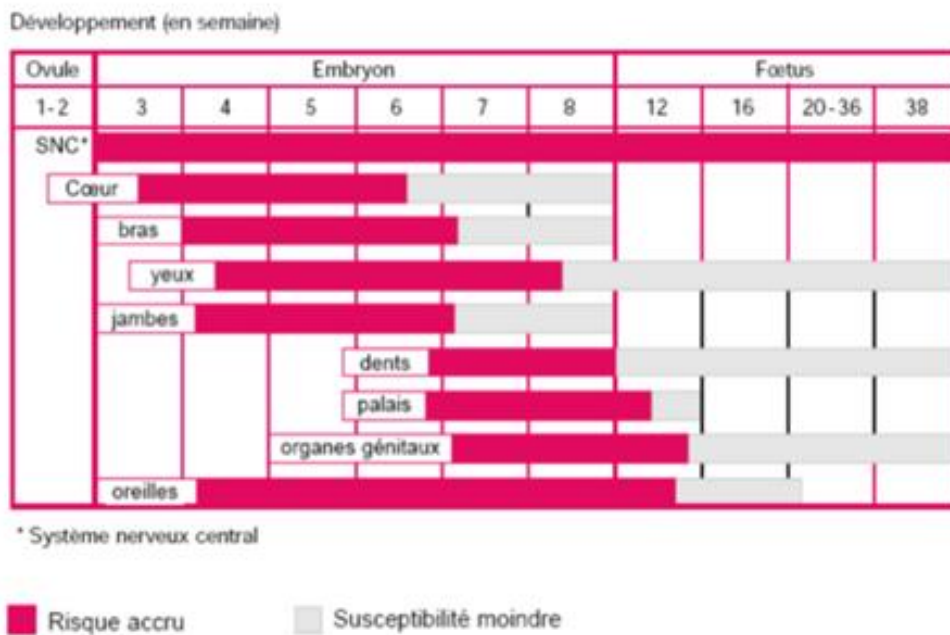 Développement (en semaine)
Ovule Embryon Fœtus
1-2 3 4 5 6 7 8 12 16 20-36 38
SNC*
Cœur
bras
yeux
jambes
dents
palais
organes génitaux
oreilles
* Système nerveux central
Risque accru Susceptibilité moindre